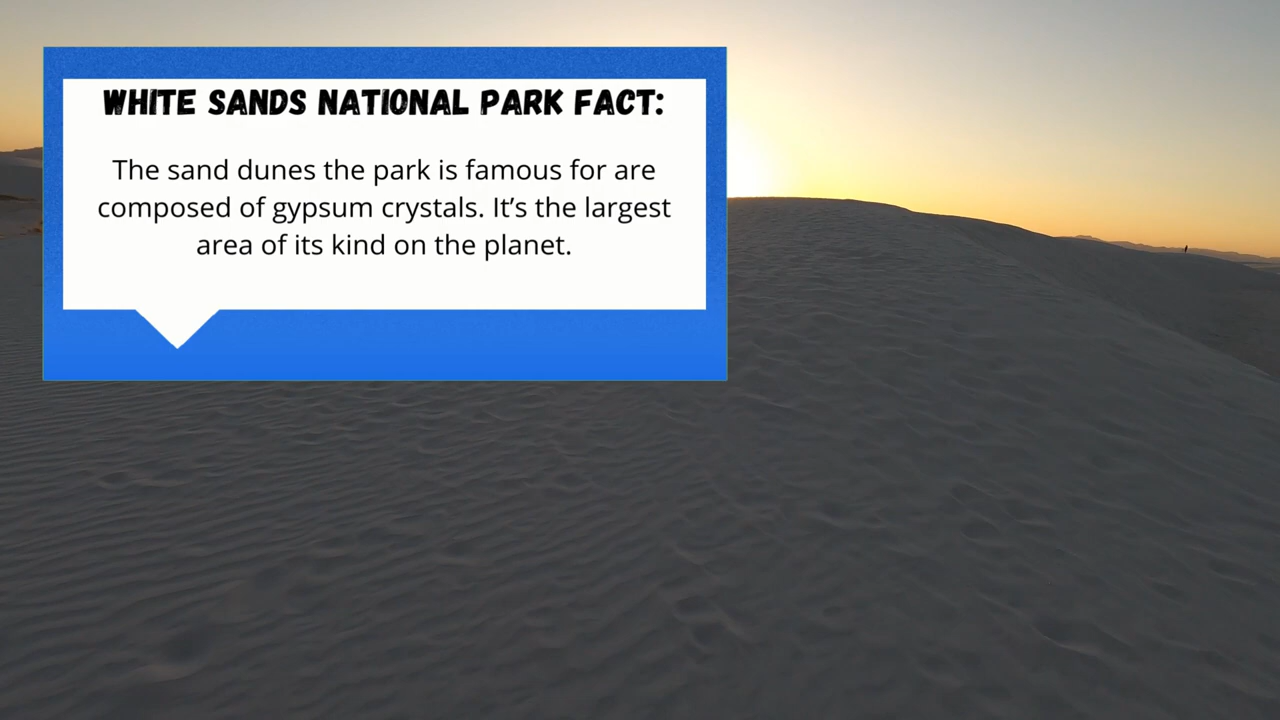 WHITE SANDS NATIONAL PARK FACT:
The sand dunes the park is famous for are
composed of gypsum crystals. It’s the largest
area of its kind on the planet.